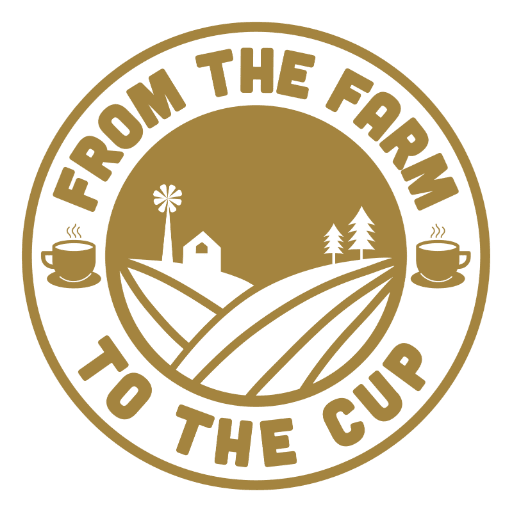 FROM THE FARM
TO THE CUP